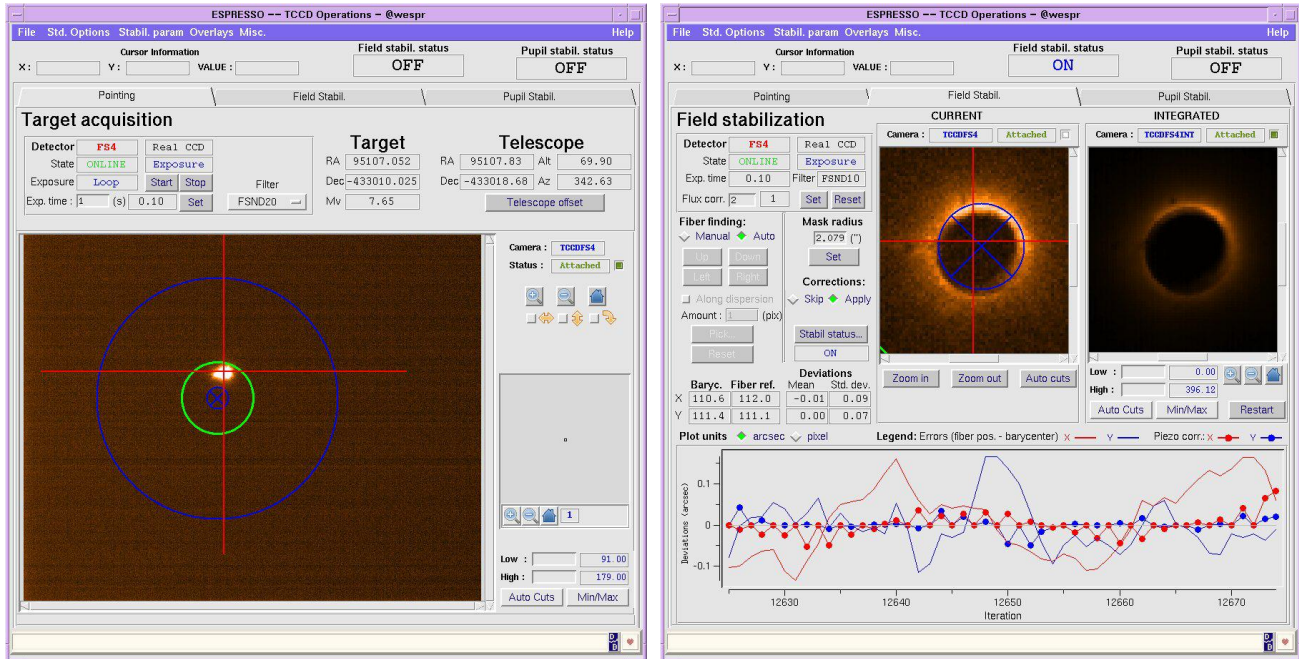 ESPRESSO -- TCCD Operations - @wespr
File Std. Options Stabil. param Overlays Misc. Help
Cursor Information
Field stabil. status
Pupil stabil. status
X : Y : VALUE : OFF OFF
Pointing Field Stabil. Pupil Stabil.
Target acquisition
Detector FS4 Real CCD
State ONLINE Exposure
Exposure Loop Start Stop
Exp. time : 1 (s) 0.10 Set
Filter
FSND20
Target
RA 95107.052
Dec -433010.025
Mv 7.65
Telescope
RA 95107.83 Alt 69.90
Dec -433018.68 Az 342.63
Telescope offset
Camera : TCCDFS4
Status : Attached
1
Low : 91.00
High : 179.00
Auto Cuts Min/Max
ESPRESSO -- TCCD Operations - @wespr
File Std. Options Stabil. param Overlays Misc. Help
Cursor Information
Field stabil. status
Pupil stabil. status
X : Y : VALUE : ON OFF
Pointing Field Stabil. Pupil Stabil.
Field stabilization
Detector FS4 Real CCD
State ONLINE Exposure
Exp. time 0.10 Filter FSND10
Flux corr. 2 1 Set Reset
Fiber finding:
Manual Auto
Up Down
Left Right
Along dispersion
Amount : 1 (pix)
Pick...
Reset
Mask radius
2.079 (")
Set
Corrections:
Skip Apply
Stabil status...
ON
Deviations
Baryc. Fiber ref. Mean Std. dev.
X 110.6 112.0 -0.01 0.09
Y 111.4 111.1 0.00 0.07
CURRENT
Camera : TCCDFS4 Attached
Zoom in Zoom out Auto cuts
INTEGRATED
Camera : TCCDFS4INT Attached
Low : 0.00
High : 396.12
Auto Cuts Min/Max Restart
Plot units arcsec pixel Legend: Errors (fiber pos. - barycenter) X Y Piezo corr.: X Y
Deviations (arcsec)
0.1
0
-0.1
12630 12640 12650 12660 12670
Iteration